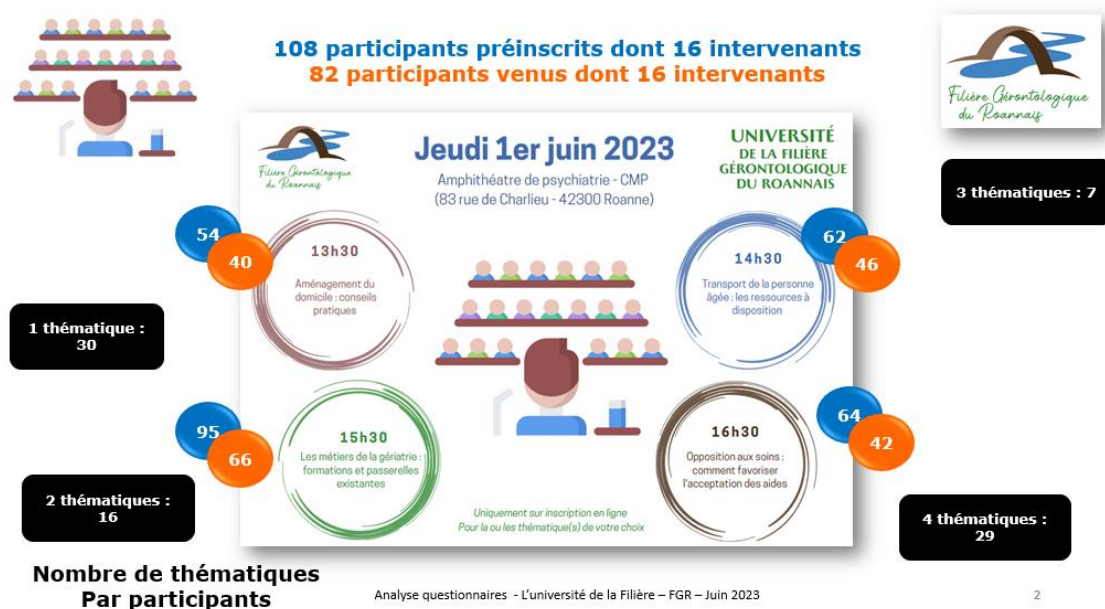 108 participants préinscrits dont 16 intervenants
82 participants venus dont 16 intervenants
Filière Gérontologique
du Roannais
Filière Gérontologique
du Roannais
Jeudi 1er juin 2023
Amphithéatre de psychiatrie - CMP
(83 rue de Charlieu - 42300 Roanne)
UNIVERSITÉ
DE LA FILIÈRE
GÉRONTOLOGIQUE
DU ROANNAIS
3 thématiques : 7
54
40
13h30
Aménagement du
domicile : conseils
pratiques
62
46
14h30
Transport de la personne
âgée : les ressources à
disposition
1 thématique :
30
95
66
15h30
Les métiers de la gériatrie :
formations et passerelles
existantes
64
42
16h30
Opposition aux soins :
comment favoriser
l'acceptation des aides
2 thématiques :
16
Uniquement sur inscription en ligne
Pour la ou les thématique(s) de votre choix
4 thématiques :
29
Nombre de thématiques
Par participants
Analyse questionnaires - L'université de la Filière – FGR – Juin 2023
2